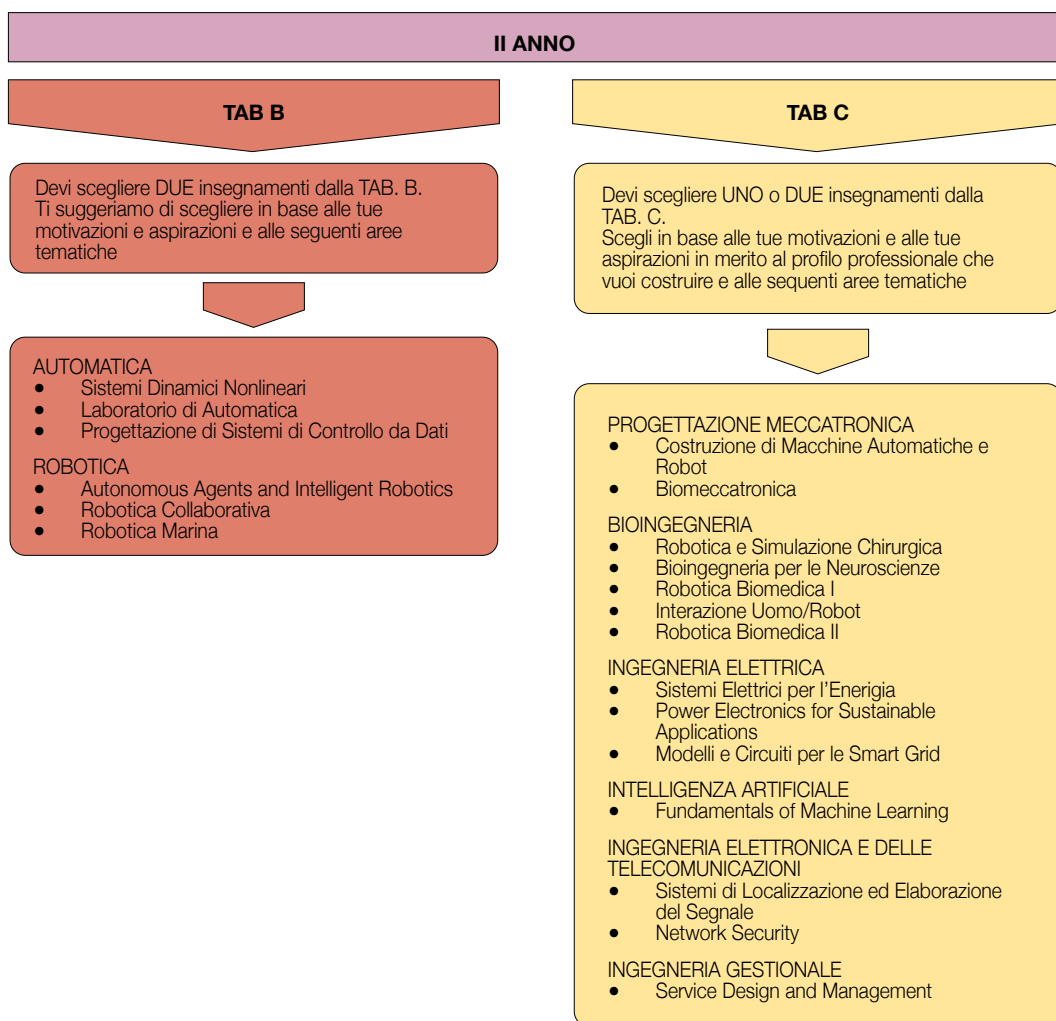 II ANNO
TAB B
Devi scegliere DUE insegnamenti dalla TAB. B.
Ti suggeriamo di scegliere in base alle tue
motivazioni e aspirazioni e alle seguenti aree
tematiche
AUTOMATICA
• Sistemi Dinamici Nonlineari
• Laboratorio di Automatica
• Progettazione di Sistemi di Controllo da Dati
ROBOTICA
• Autonomous Agents and Intelligent Robotics
• Robotica Collaborativa
• Robotica Marina
TAB C
Devi scegliere UNO o DUE insegnamenti dalla
TAB. C.
Scegli in base alle tue motivazioni e alle tue
aspirazioni in merito al profilo professionale che
vuoi costruire e alle sequenti aree tematiche
PROGETTAZIONE MECCATRONICA
• Costruzione di Macchine Automatiche e
Robot
• Biomeccatronica
BIOINGEGNERIA
• Robotica e Simulazione Chirurgica
• Bioingegneria per le Neuroscienze
• Robotica Biomedica I
• Interazione Uomo/Robot
• Robotica Biomedica II
INGEGNERIA ELETTRICA
• Sistemi Elettrici per l'Enerigia
• Power Electronics for Sustainable
Applications
• Modelli e Circuiti per le Smart Grid
INTELLIGENZA ARTIFICIALE
• Fundamentals of Machine Learning
INGEGNERIA ELETTRONICA E DELLE
TELECOMUNICAZIONI
• Sistemi di Localizzazione ed Elaborazione
del Segnale
• Network Security
INGEGNERIA GESTIONALE
• Service Design and Management